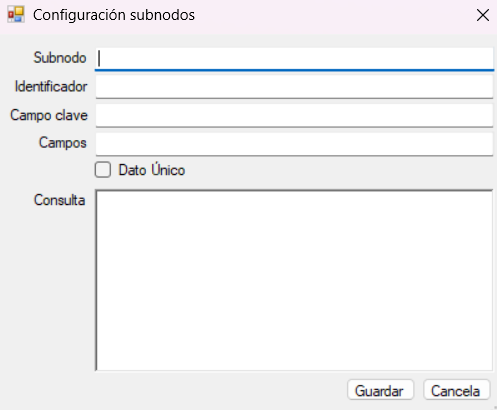 Configuración subnodos
Subnodo
Identificador
Campo clave
Campos
Dato Único
Consulta
Guardar Cancela